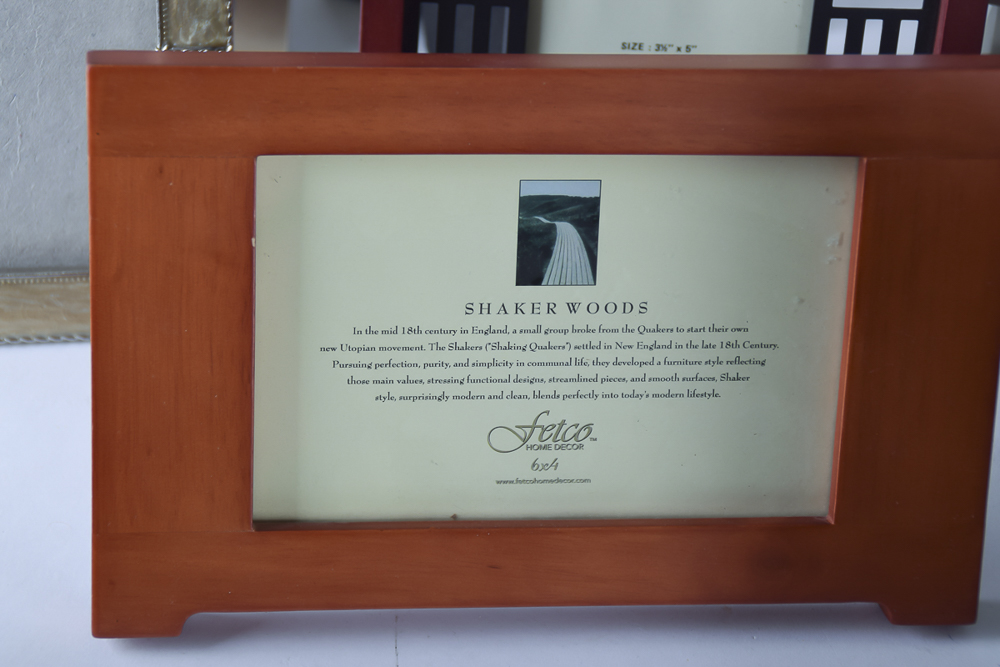 SIZE : 3½" x 5"
SHAKER WOODS
In the mid 18th century in England, a small group broke from the Quakers to start their own
new Utopian movement. The Shakers ("Shaking Quakers") settled in New England in the late 18th Century.
Pursuing perfection, purity, and simplicity in communal life, they developed a furniture style reflecting
those main values, stressing functional designs, streamlined pieces, and smooth surfaces, Shaker
style, surprisingly modern and clean, blends perfectly into today's modern lifestyle.
fetco™
HOME DECOR
6x4
www.fetcohomedecor.com